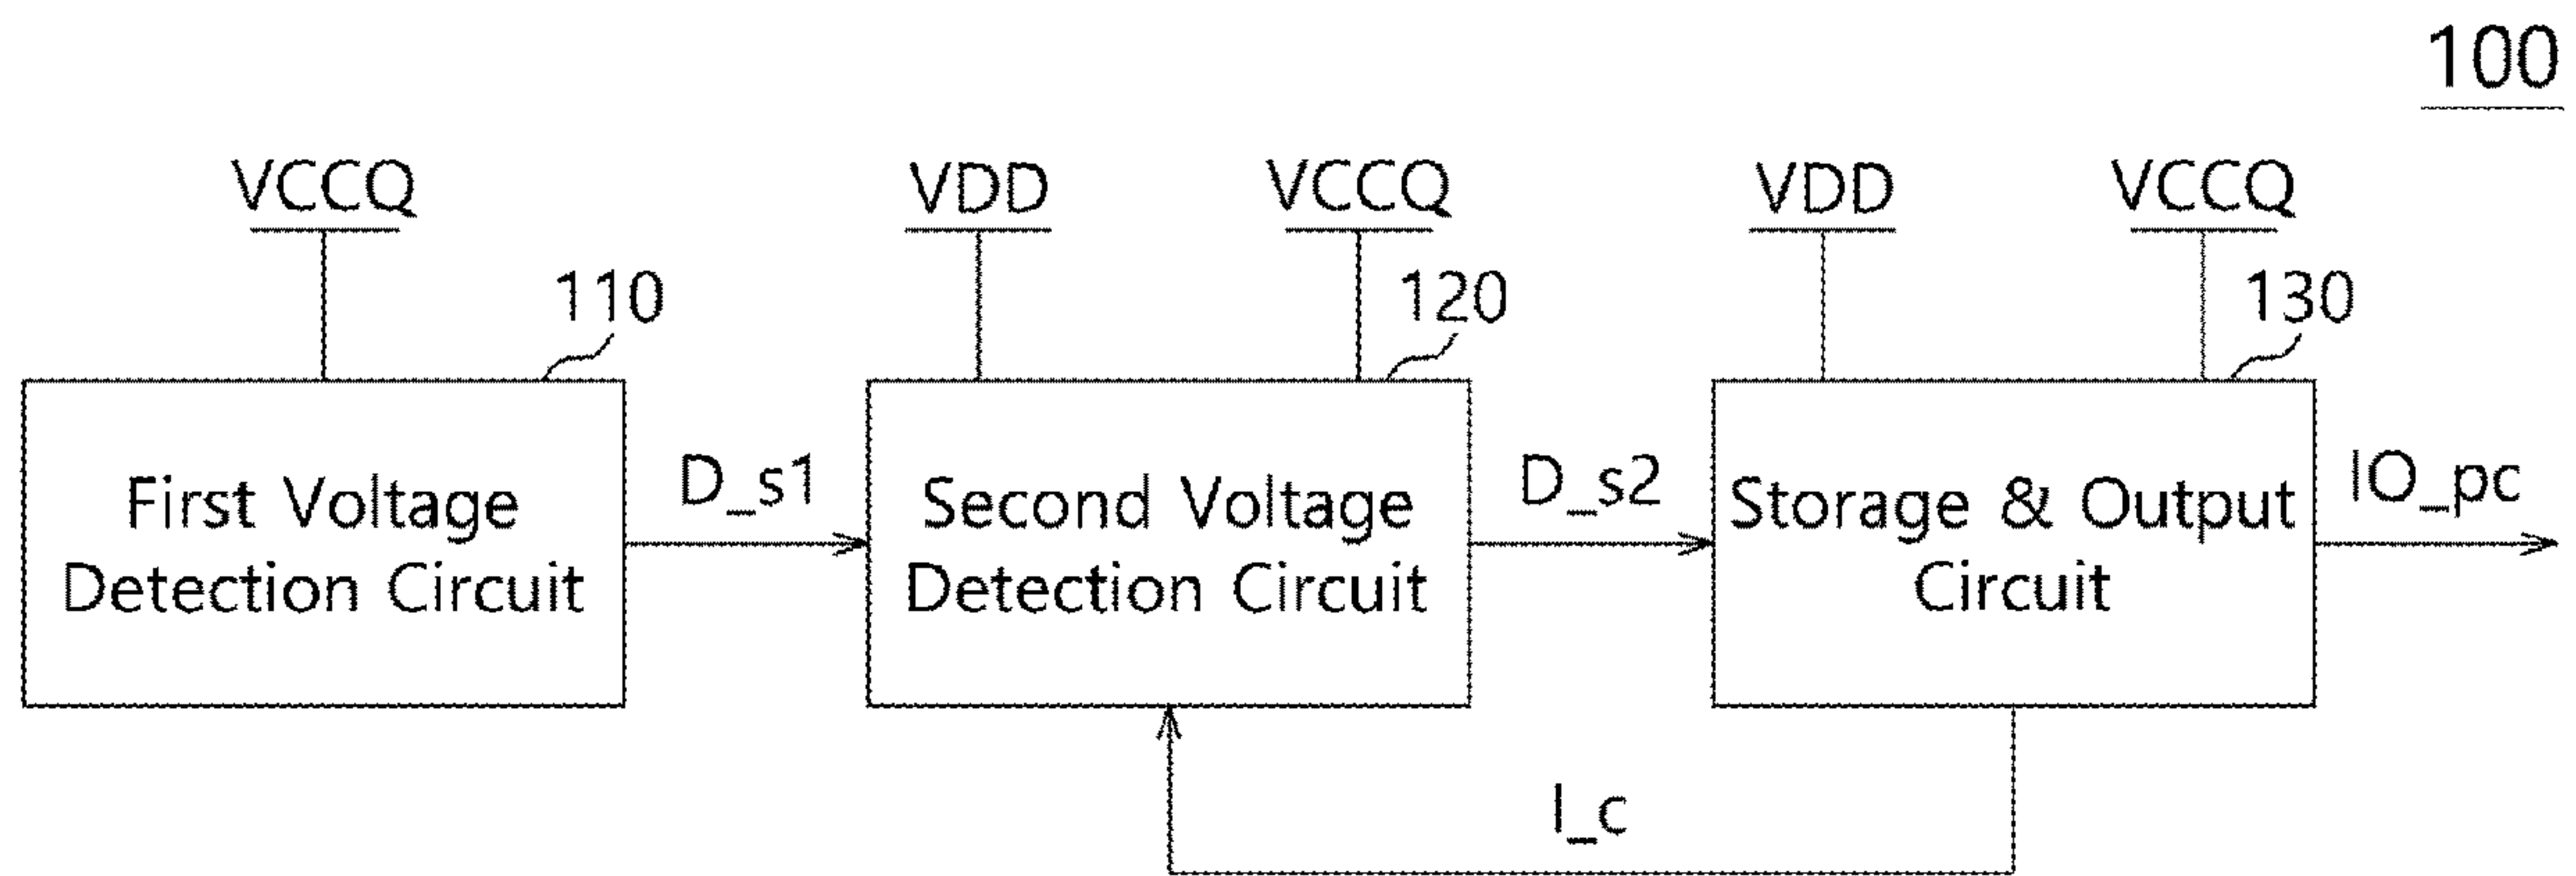 100
VCCQ
VDD
VCCQ
VDD
VCCQ
110
120
130
First Voltage
Detection Circuit
D_s1
Second Voltage
Detection Circuit
D_s2
Storage & Output
Circuit
IO_pc
I_c